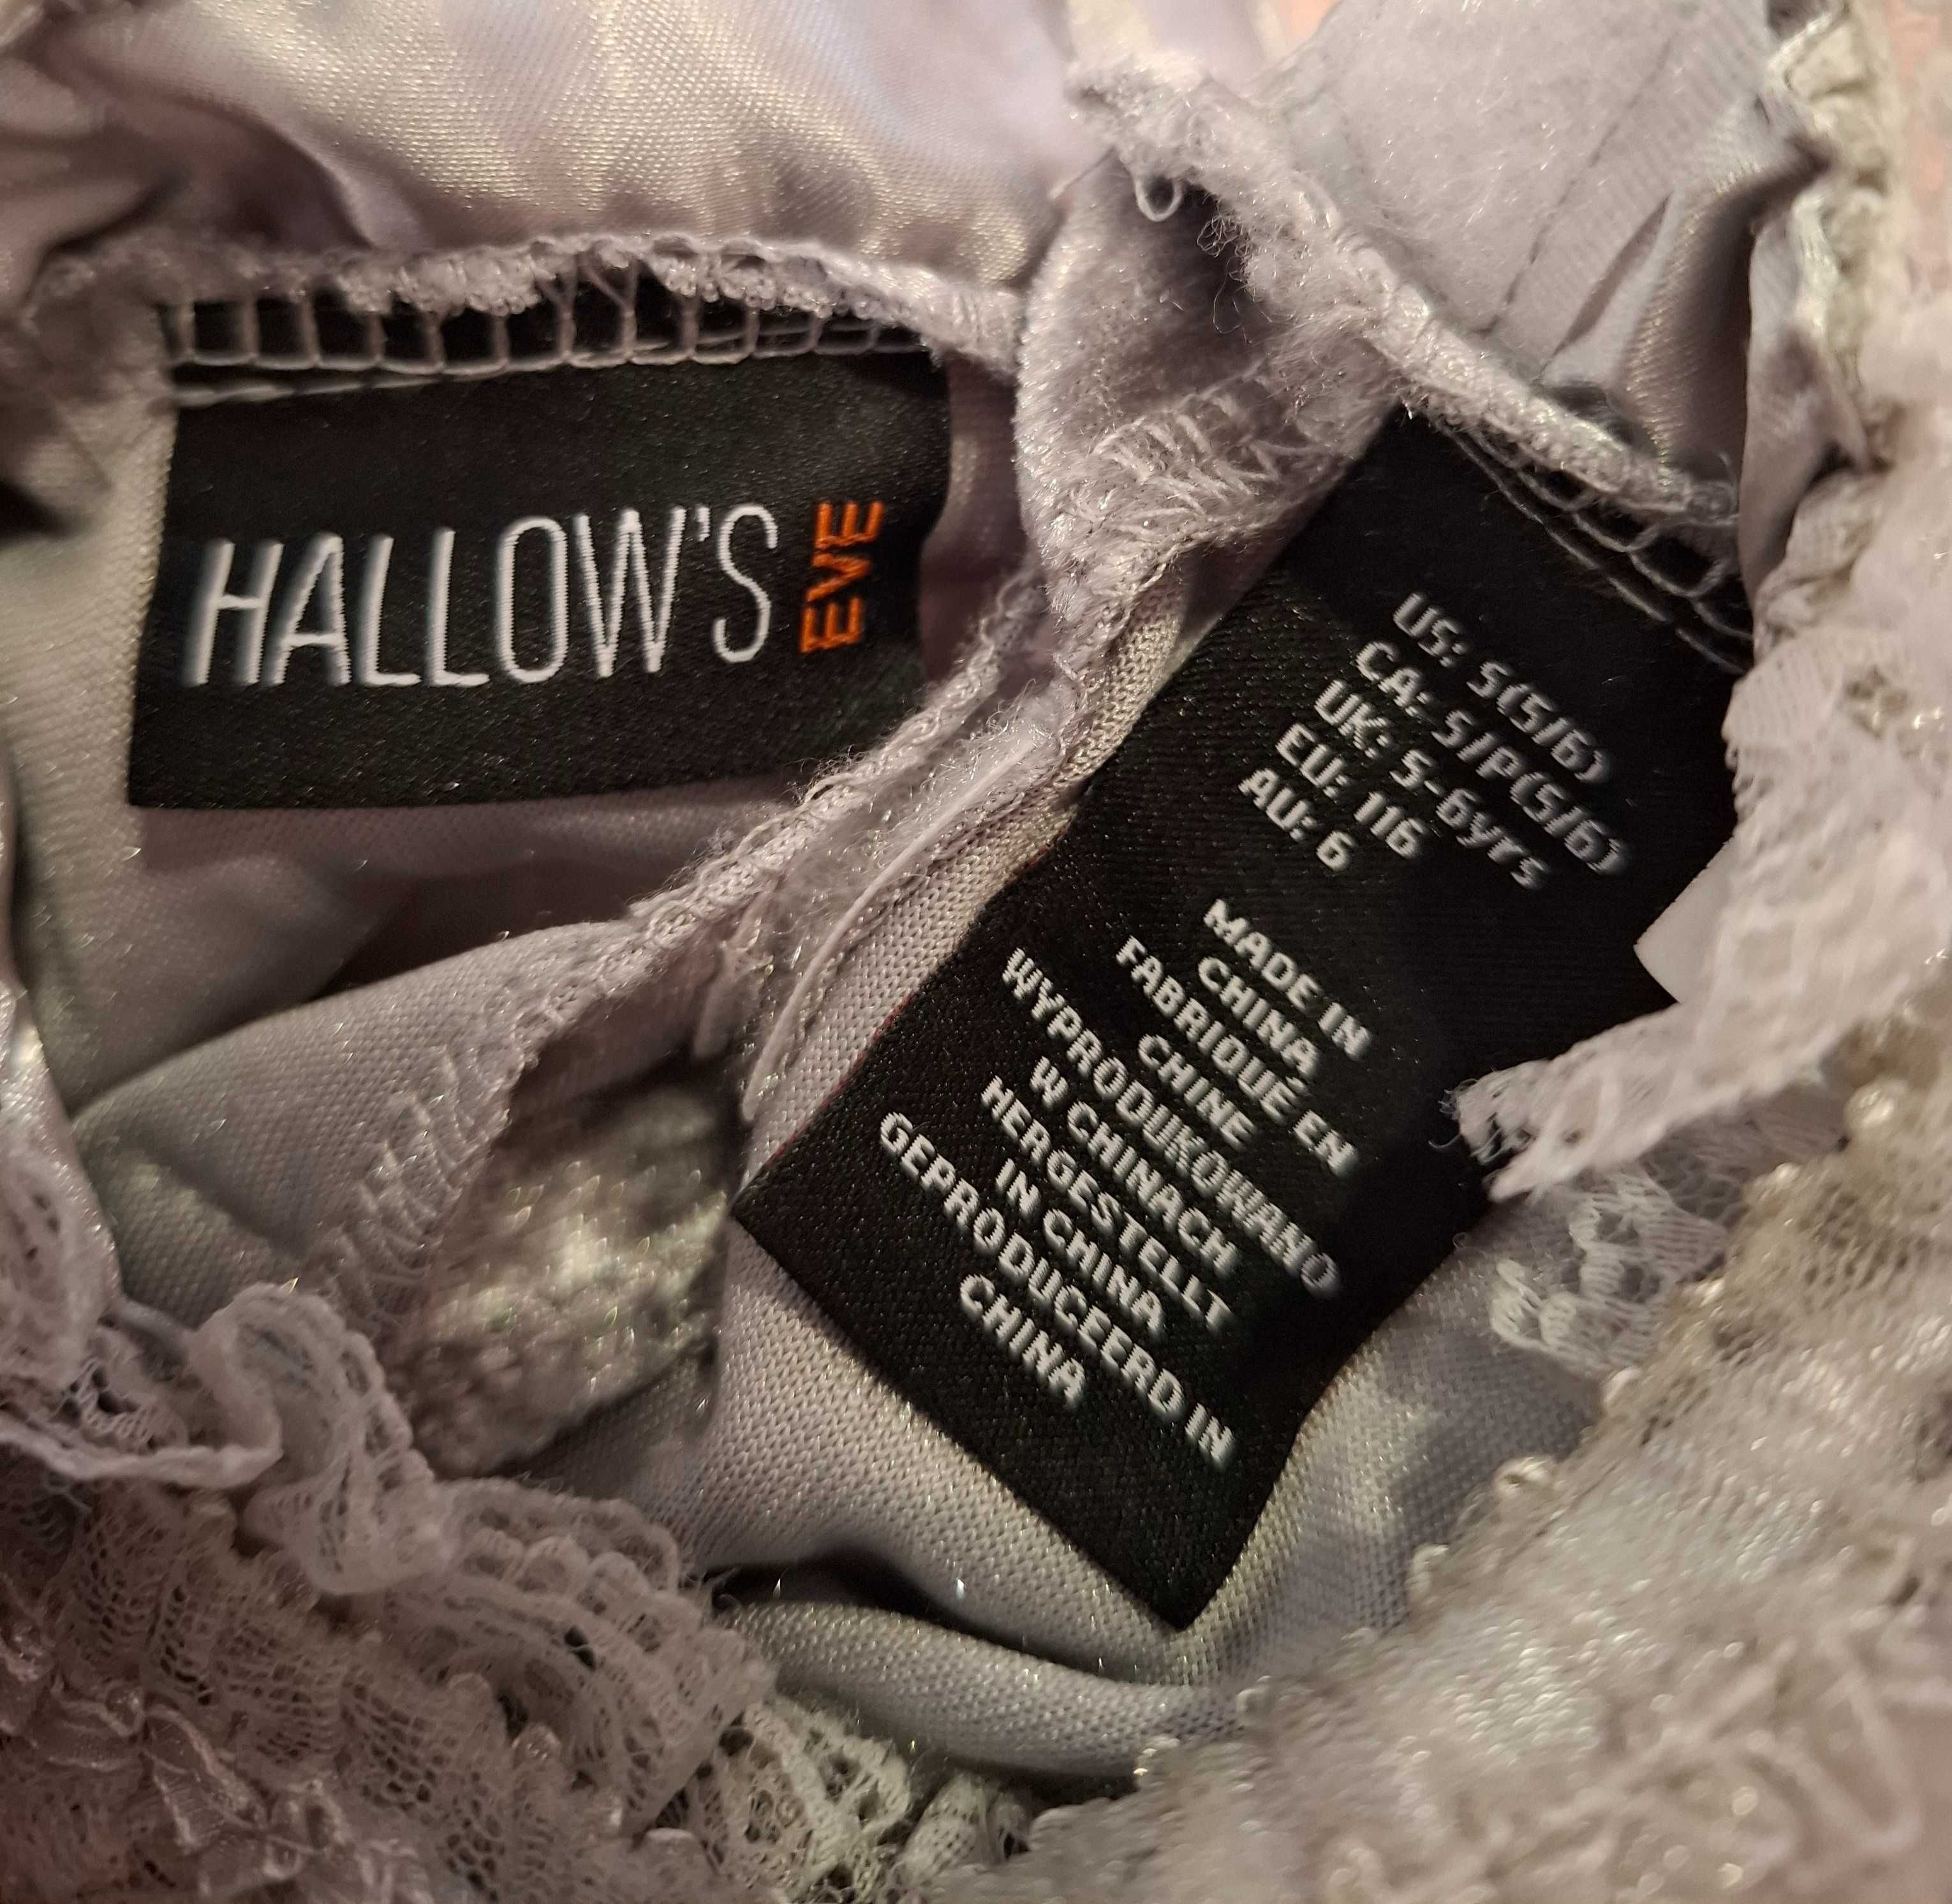 HALLOW'S EVE
US: S(5/6)
CA: S/P(5/6)
UK: 5-6yrs
EU: 116
AU: 6
MADE IN
CHINA
FABRIQUÉ EN
CHINE
WYPRODUKOWANO
W CHINACH
HERGESTELLT
IN CHINA
GEPRODUCEERD IN
CHINA